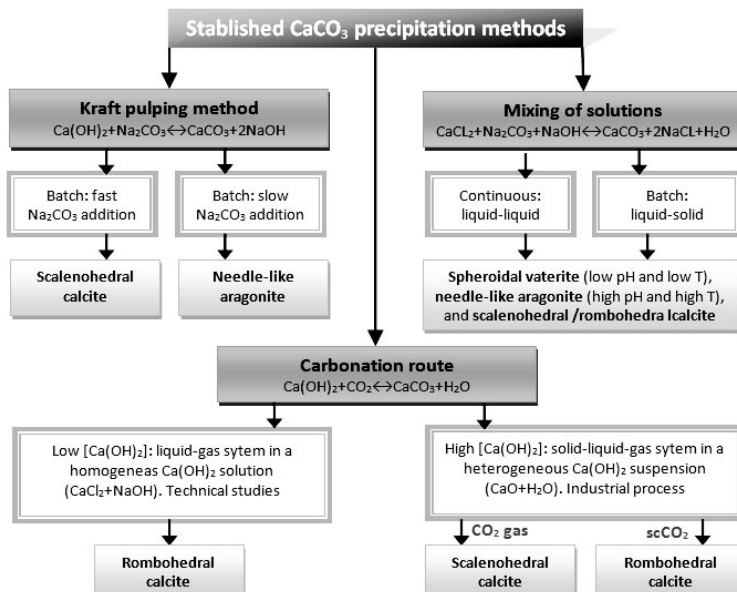 Stablished CaCO₃ precipitation methods
Kraft pulping method
Ca(OH)₂+Na₂CO₃↔CaCO₃+2NaOH
Batch: fast
Na₂CO₃ addition
Batch: slow
Na₂CO₃ addition
Scalenohedral
calcite
Needle-like
aragonite
Mixing of solutions
CaCL₂+Na₂CO₃+NaOH↔CaCO₃+2NaCL+H₂O
Continuous:
liquid-liquid
Batch:
liquid-solid
Spheroidal vaterite (low pH and low T),
needle-like aragonite (high pH and high T),
and scalenohedral /rombohedra lcalcite
Carbonation route
Ca(OH)₂+CO₂↔CaCO₃+H₂O
Low [Ca(OH)₂]: liquid-gas sytem in a
homogeneas Ca(OH)₂ solution
(CaCl₂+NaOH). Technical studies
High [Ca(OH)₂]: solid-liquid-gas sytem in a
heterogeneous Ca(OH)₂ suspension
(CaO+H₂O). Industrial process
CO₂ gas
scCO₂
Rombohedral
calcite
Scalenohedral
calcite
Rombohedral
calcite